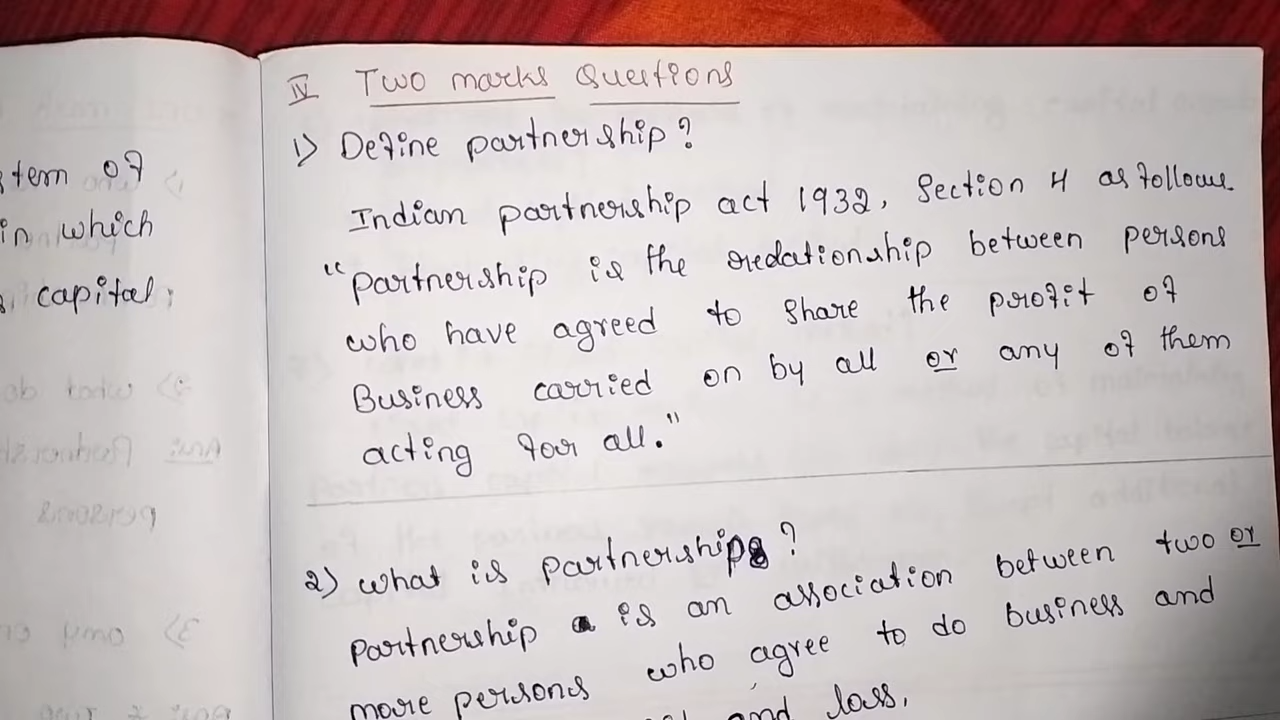 tem of
in which
capital;
IV Two marks Questions
1) Define partnership?
Indian partnership act 1932, Section 4 as follows
"partnership is the redationship between persons
who have agreed to share the profit of
Business carried on by all or any of them
acting for all."
2) what is partnership?
partnership is an association between two or
more persons who agree to do business and
and loss.